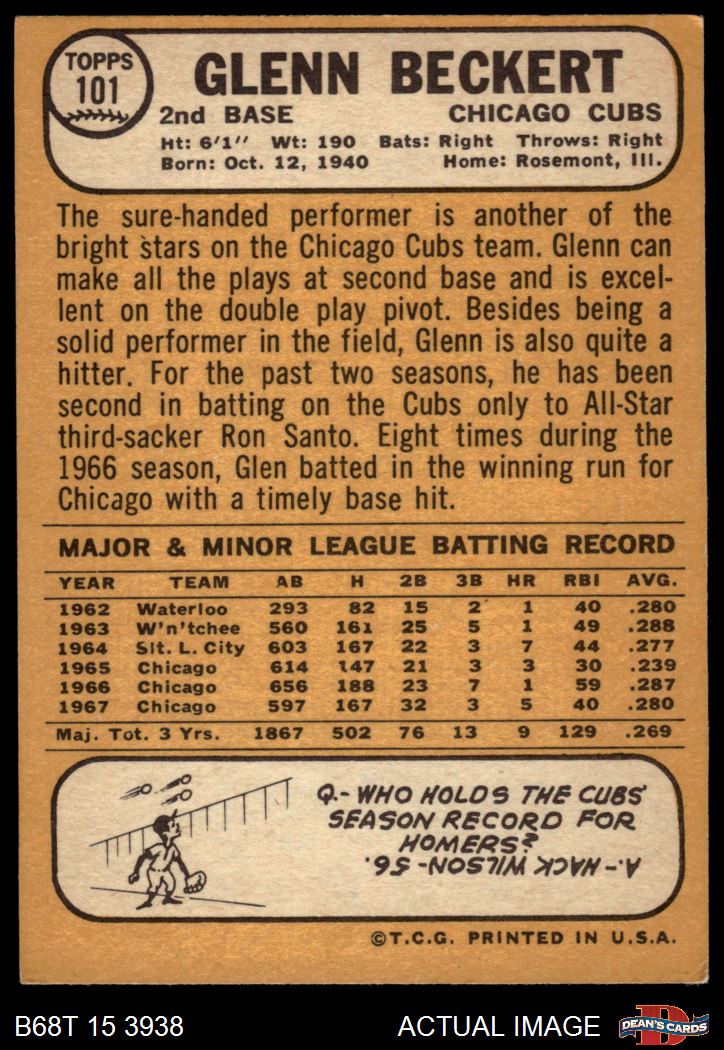 TOPPS
101
GLENN BECKERT
2nd BASE CHICAGO CUBS
Ht: 6'1" Wt: 190 Bats: Right Throws: Right
Born: Oct. 12, 1940 Home: Rosemont, Ill.
The sure-handed performer is another of the
bright stars on the Chicago Cubs team. Glenn can
make all the plays at second base and is excel-
lent on the double play pivot. Besides being a
solid performer in the field, Glenn is also quite a
hitter. For the past two seasons, he has been
second in batting on the Cubs only to All-Star
third-sacker Ron Santo. Eight times during the
1966 season, Glen batted in the winning run for
Chicago with a timely base hit.
MAJOR & MINOR LEAGUE BATTING RECORD
YEAR TEAM AB H 2B 3B HR RBI AVG.
1962 Waterloo 293 82 15 2 1 40 .280
1963 W'n'tchee 560 161 25 5 1 49 .288
1964 Slt. L. City 603 167 22 3 7 44 .277
1965 Chicago 614 147 21 3 3 30 .239
1966 Chicago 656 188 23 7 1 59 .287
1967 Chicago 597 167 32 3 5 40 .280
Maj. Tot. 3 Yrs. 1867 502 76 13 9 129 .269
Q.- WHO HOLDS THE CUBS'
SEASON RECORD FOR
HOMERS?
A.- HACK WILSON- 56.
©T.C.G. PRINTED IN U.S.A.
B68T 15 3938 ACTUAL IMAGE
D
DEAN'S CARDS